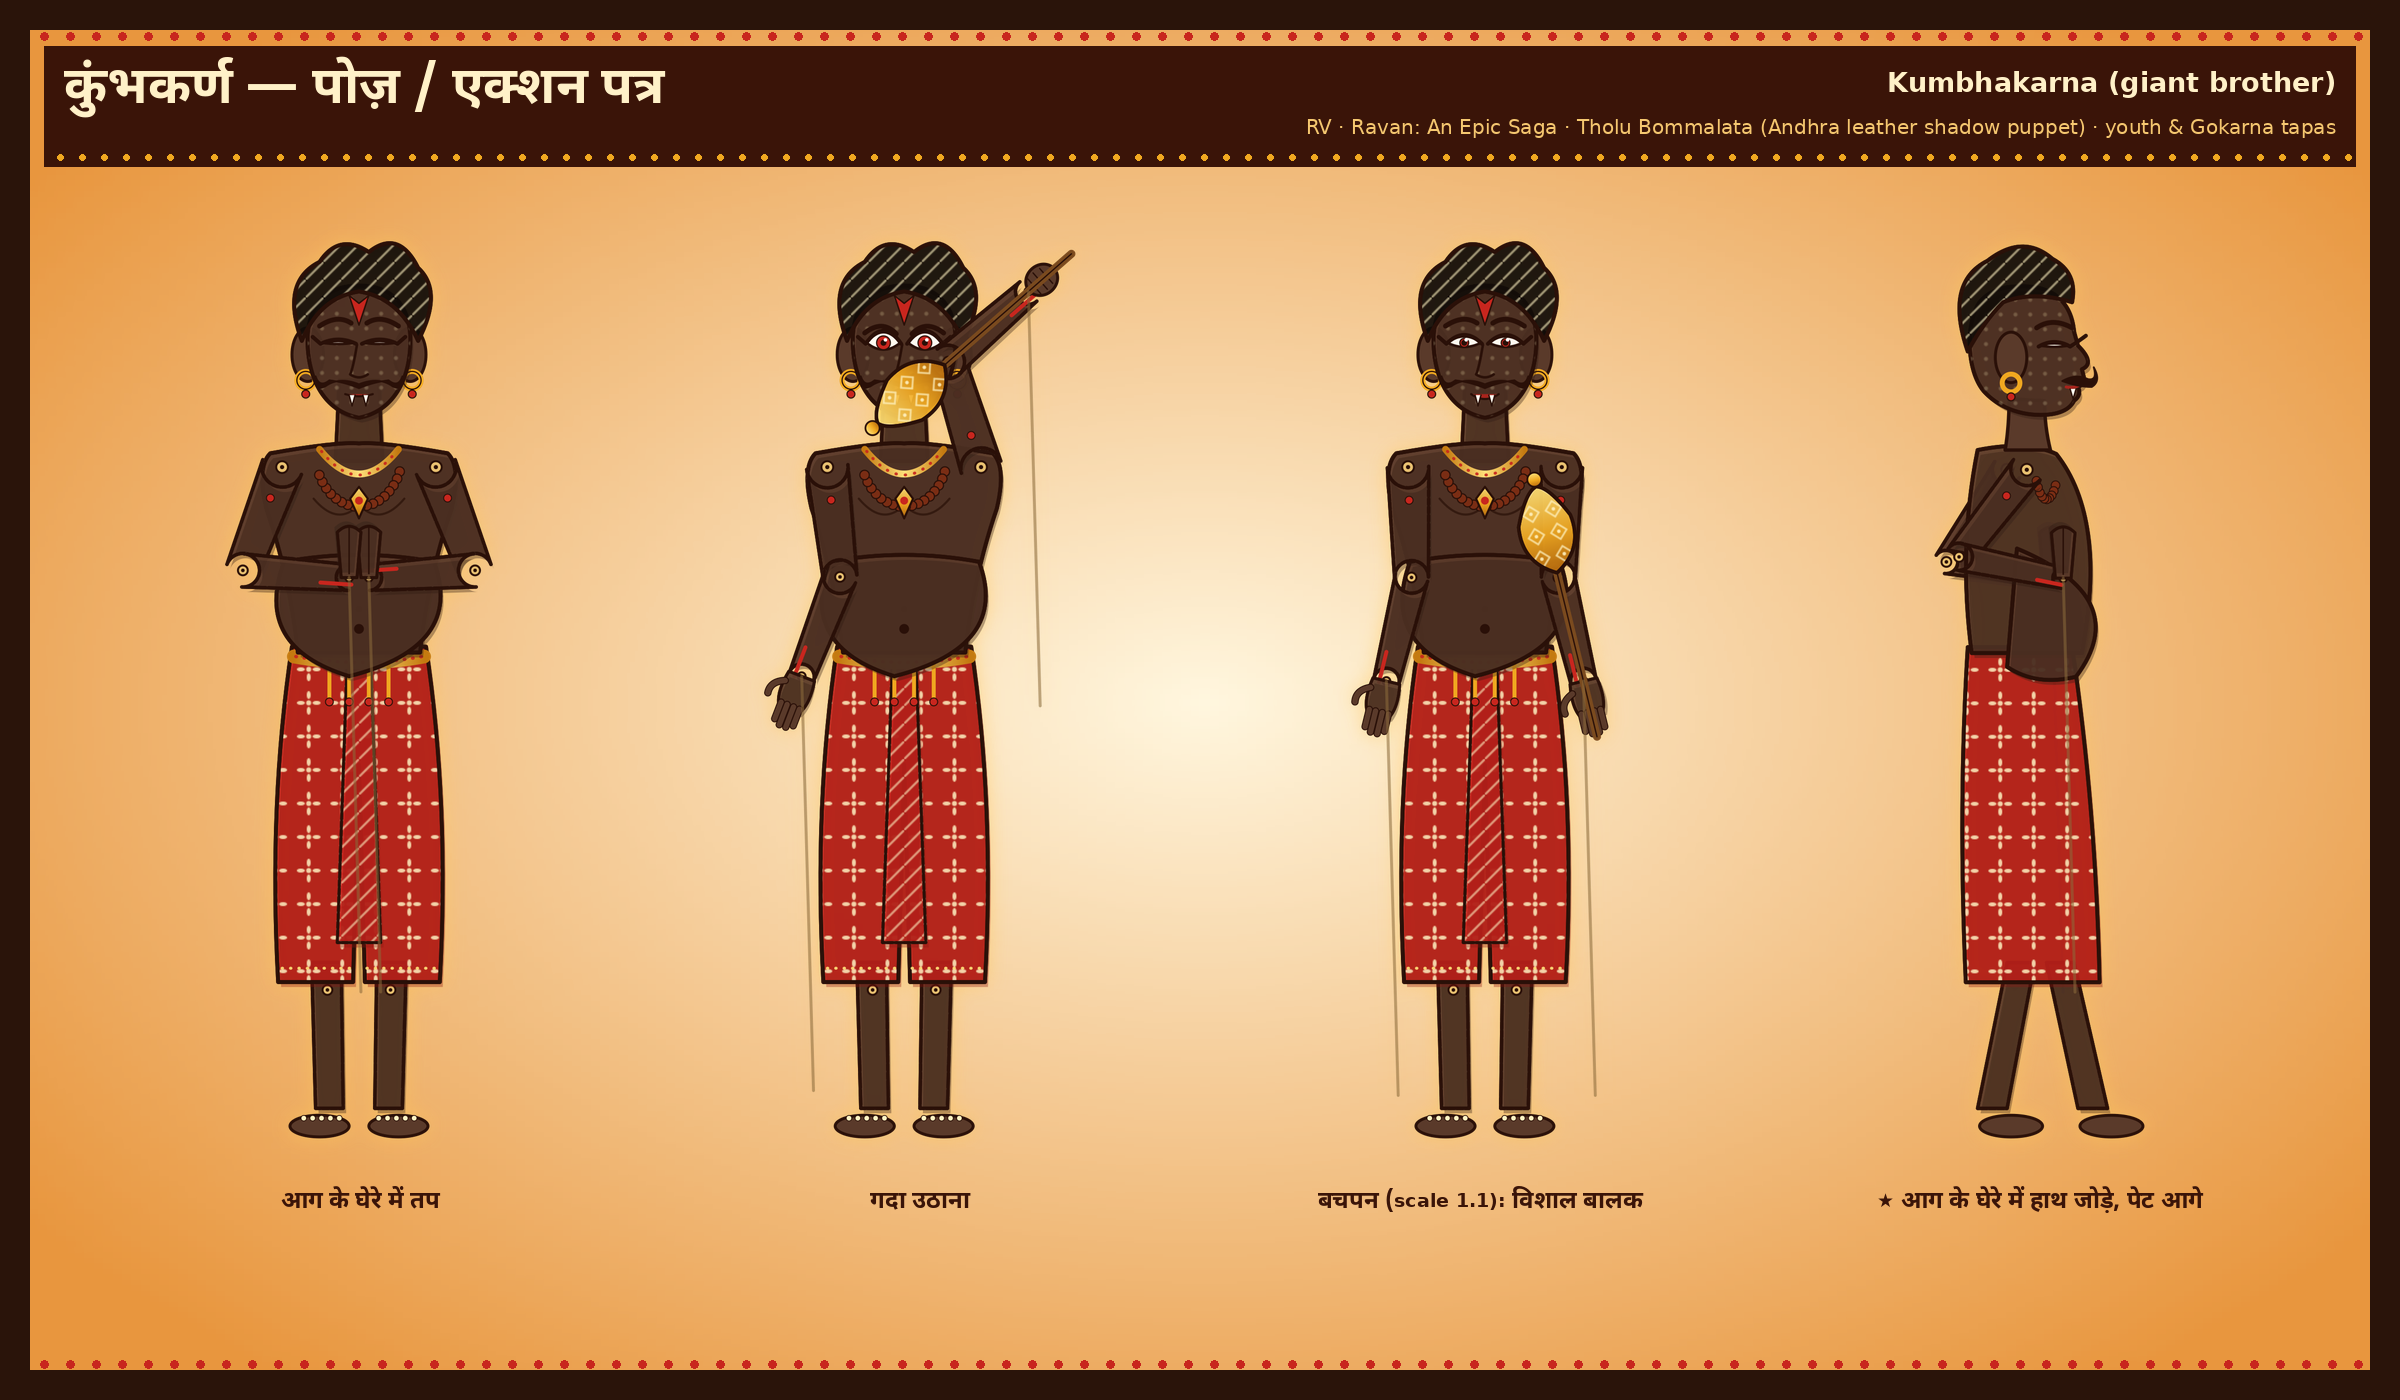 कुंभकर्ण — पोज़ / एक्शन पत्र
Kumbhakarna (giant brother)
RV · Ravan: An Epic Saga · Tholu Bommalata (Andhra leather shadow puppet) · youth & Gokarna tapas
आग के घेरे में तप
गदा उठाना
बचपन (scale 1.1): विशाल बालक
★ आग के घेरे में हाथ जोड़े, पेट आगे